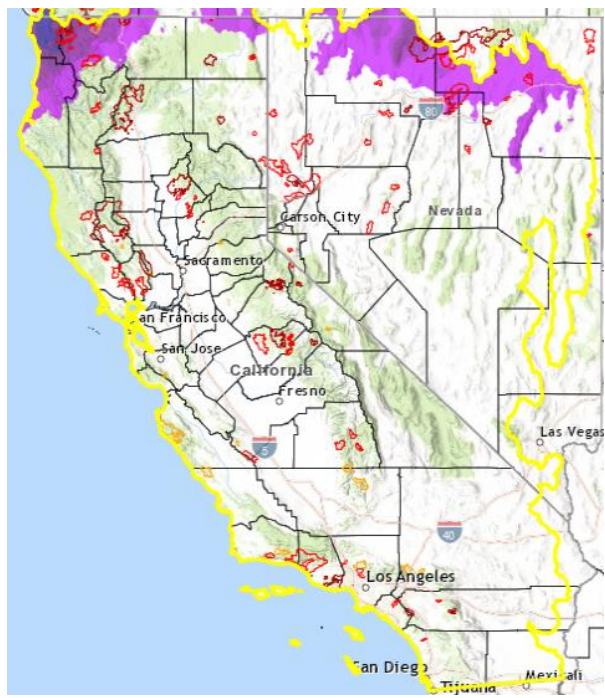 80
Carson City
Nevada
Sacramento
an Francisco
San Jose
California
Fresno
5
Las Vegas
40
Los Angeles
San Diego
Tijuana
Mexicali